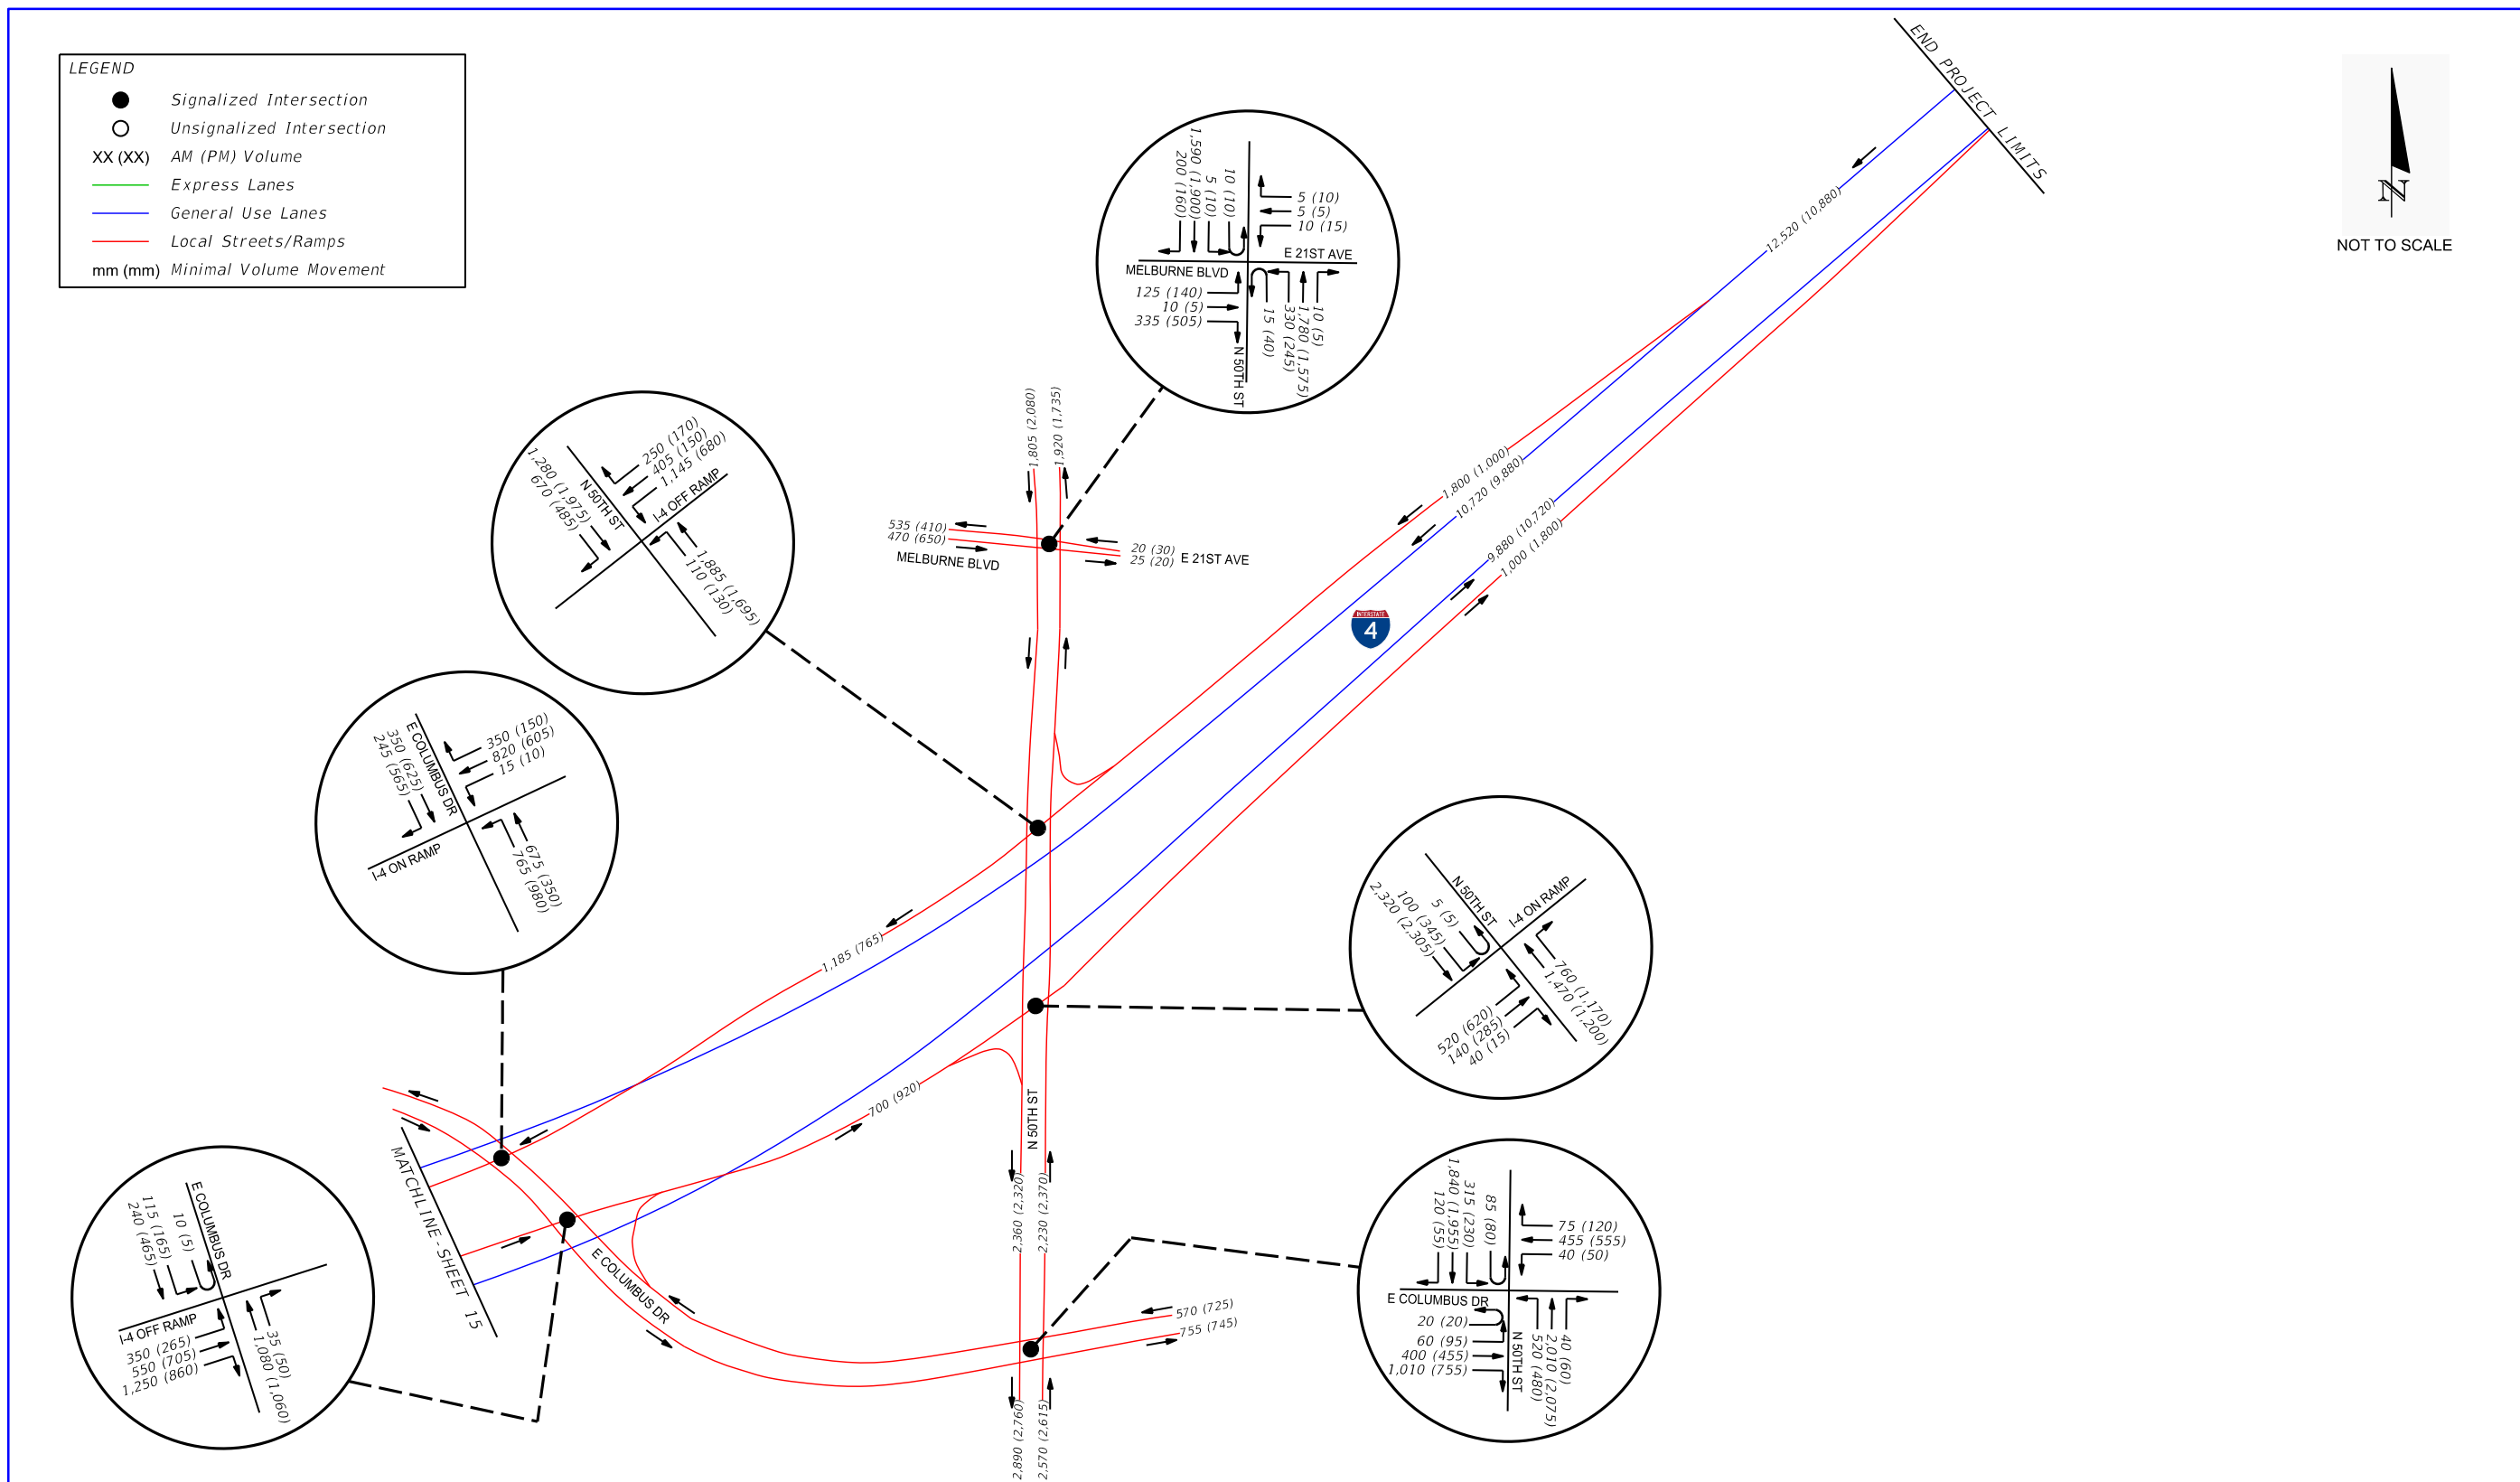 LEGEND
Signalized Intersection
Unsignalized Intersection
XX (XX) AM (PM) Volume
Express Lanes
General Use Lanes
Local Streets/Ramps
mm (mm) Minimal Volume Movement
END PROJECT LIMITS
N
NOT TO SCALE
200 (160)
1,590 (1,900)
5 (10)
10 (10)
5 (10)
5 (5)
10 (15)
E 21ST AVE
MELBURNE BLVD
125 (140)
10 (5)
335 (505)
N 50TH ST
15 (40)
330 (245)
1,780 (1,575)
10 (5)
12,520 (10,880)
1,800 (1,000)
10,720 (9,880)
9,880 (10,720)
1,000 (1,800)
INTERSTATE
4
1,805 (2,080)
1,920 (1,735)
535 (410)
470 (650)
MELBURNE BLVD
20 (30)
25 (20)
E 21ST AVE
250 (170)
405 (150)
1,145 (680)
1,280 (1,975)
670 (485)
N 50TH ST
I-4 OFF RAMP
1,885 (1,695)
110 (130)
350 (150)
820 (605)
15 (10)
E COLUMBUS DR
350 (625)
245 (565)
I-4 ON RAMP
675 (350)
765 (980)
1,185 (765)
700 (920)
N 50TH ST
5 (5)
100 (345)
2,320 (2,305)
N 50TH ST
I-4 ON RAMP
760 (1,170)
1,470 (1,200)
520 (620)
140 (285)
40 (15)
MATCHLINE - SHEET 15
E COLUMBUS DR
2,360 (2,320)
2,230 (2,370)
570 (725)
755 (745)
2,890 (2,760)
2,570 (2,615)
E COLUMBUS DR
10 (5)
115 (165)
240 (465)
I-4 OFF RAMP
350 (265)
550 (705)
1,250 (860)
35 (50)
1,080 (1,060)
120 (55)
1,840 (1,955)
315 (230)
85 (80)
75 (120)
455 (555)
40 (50)
E COLUMBUS DR
20 (20)
60 (95)
400 (455)
1,010 (755)
N 50TH ST
520 (480)
2,010 (2,075)
40 (60)